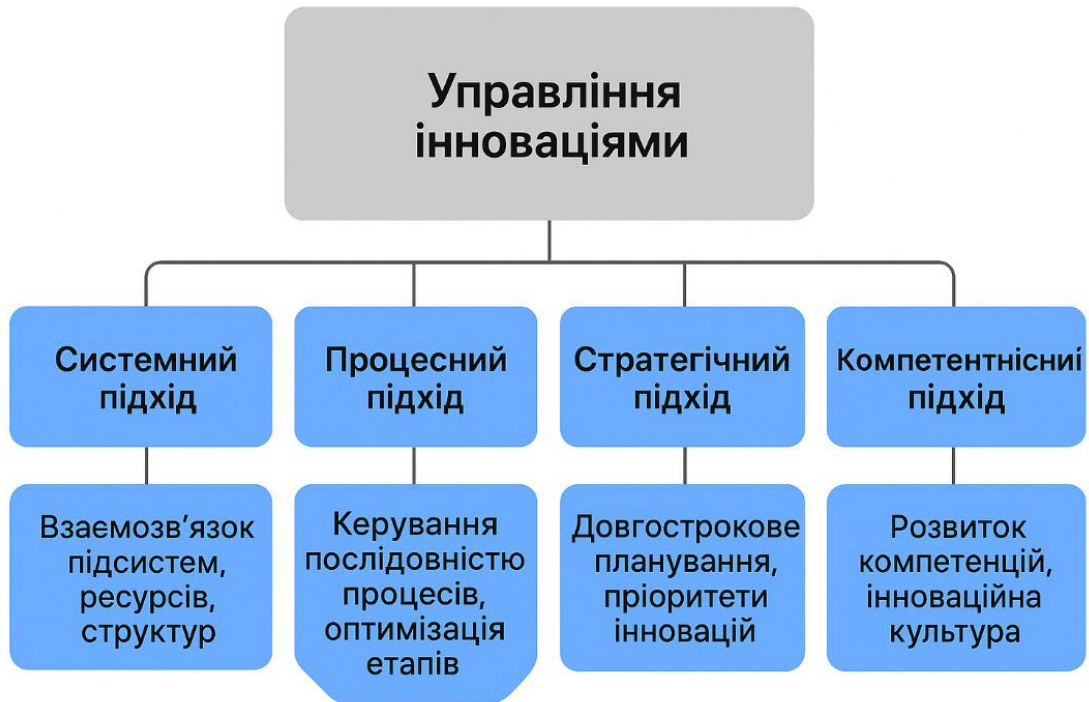 Управління
інноваціями
Системний
підхід
Процесний
підхід
Стратегічний
підхід
Компетентнісниі
підхід
Взаємозв’язок
підсистем,
ресурсів,
структур
Керування
послідовністю
процесів,
оптимізація
етапів
Довгострокове
планування,
пріоритети
інновацій
Розвиток
компетенцій,
інноваційна
культура